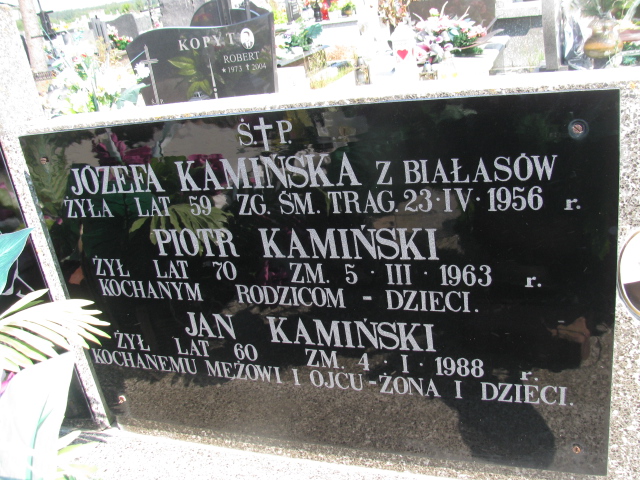 KOPYT
ROBERT
*1973 †2004
Ś†P.
JÓZEFA KAMIŃSKA Z BIAŁASÓW
ŻYŁA LAT 59 ZG. ŚM. TRAG. 23·IV·1956 r.
PIOTR KAMIŃSKI
ŻYŁ LAT 70 ZM. 5·III·1963 r.
KOCHANYM RODZICOM - DZIECI.
JAN KAMIŃSKI
ŻYŁ LAT 60 ZM. 4·I·1988 r.
KOCHANEMU MĘŻOWI I OJCU-ŻONA I DZIECI.